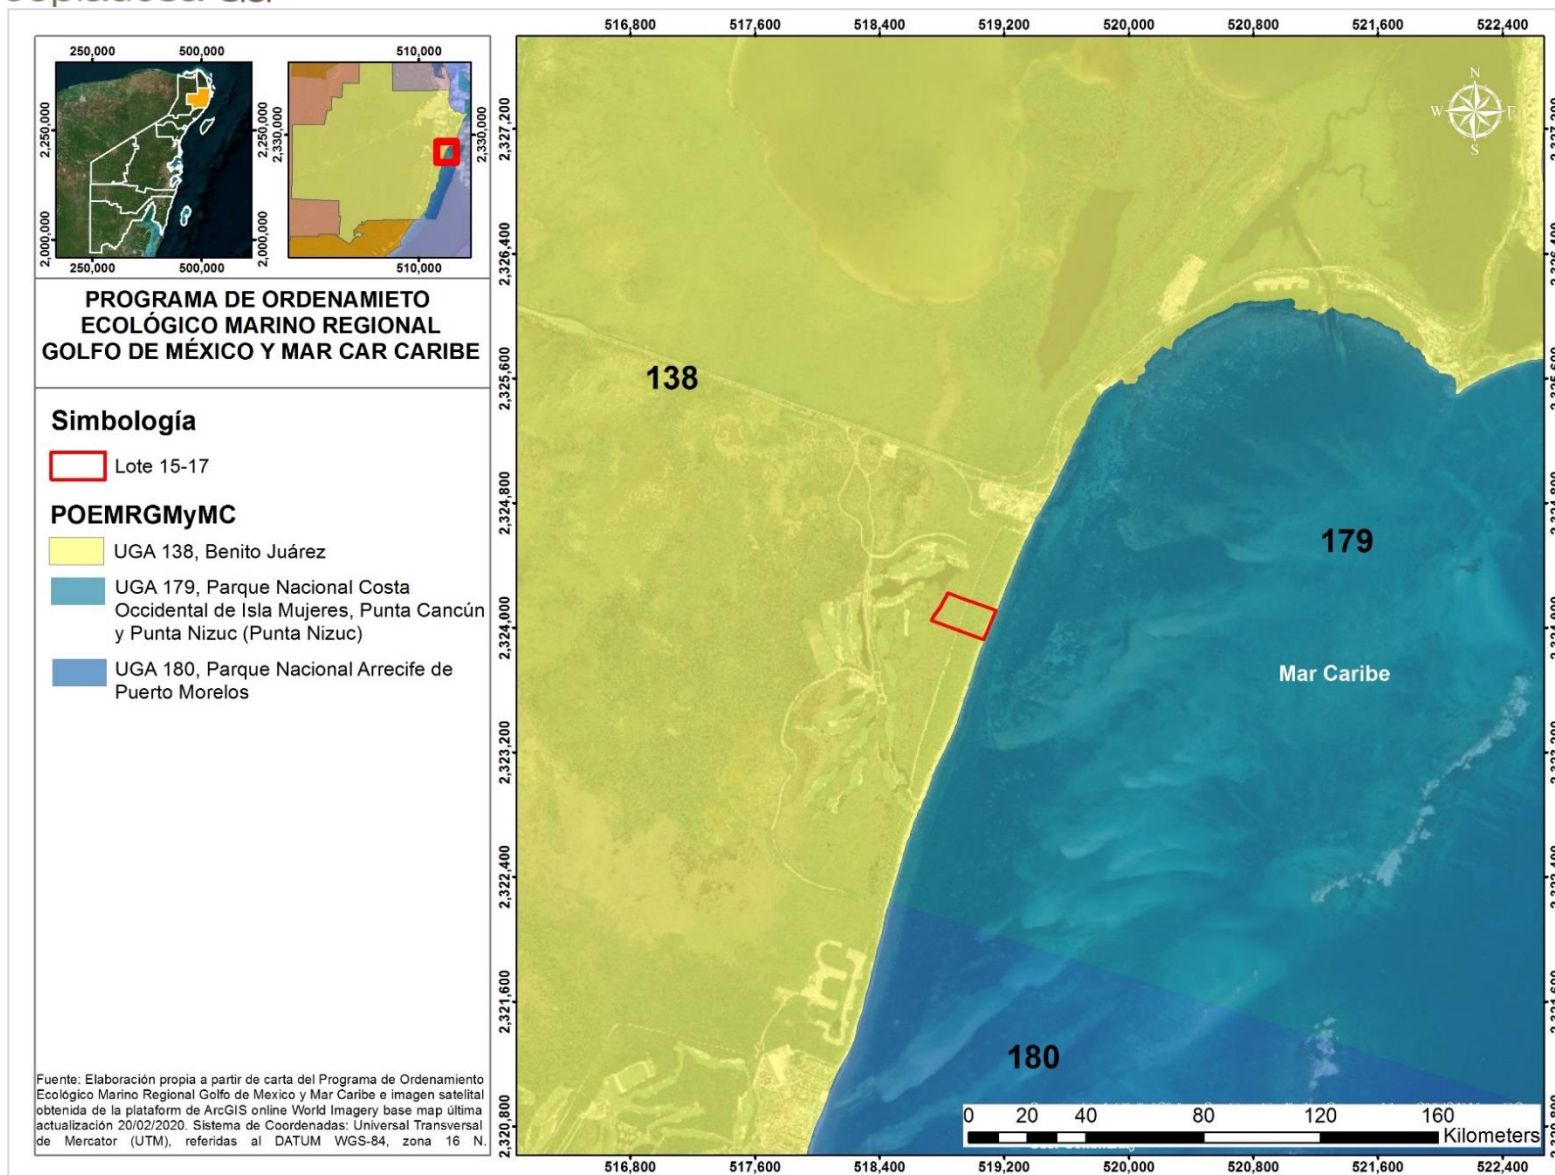 516,800 517,600 518,400 519,200 520,000 520,800 521,600 522,400
250,000 500,000
510,000
2,250,000 2,250,000
2,330,000 2,330,000
2,000,000 2,000,000
250,000 500,000
510,000
PROGRAMA DE ORDENAMIETO
ECOLÓGICO MARINO REGIONAL
GOLFO DE MÉXICO Y MAR CAR CARIBE
Simbología
Lote 15-17
POEMRGMyMC
UGA 138, Benito Juárez
UGA 179, Parque Nacional Costa
Occidental de Isla Mujeres, Punta Cancún
y Punta Nizuc (Punta Nizuc)
UGA 180, Parque Nacional Arrecife de
Puerto Morelos
Fuente: Elaboración propia a partir de carta del Programa de Ordenamiento
Ecológico Marino Regional Golfo de Mexico y Mar Caribe e imagen satelital
obtenida de la plataform de ArcGIS online World Imagery base map última
actualización 20/02/2020. Sistema de Coordenadas: Universal Transversal
de Mercator (UTM), referidas al DATUM WGS-84, zona 16 N.
2,327,200
2,326,400
2,325,600
2,324,800
2,324,000
2,323,200
2,322,400
2,321,600
2,320,800
N
W E
S
138
179
Mar Caribe
180
0 20 40 80 120 160
Kilometers
516,800 517,600 518,400 519,200 520,000 520,800 521,600 522,400